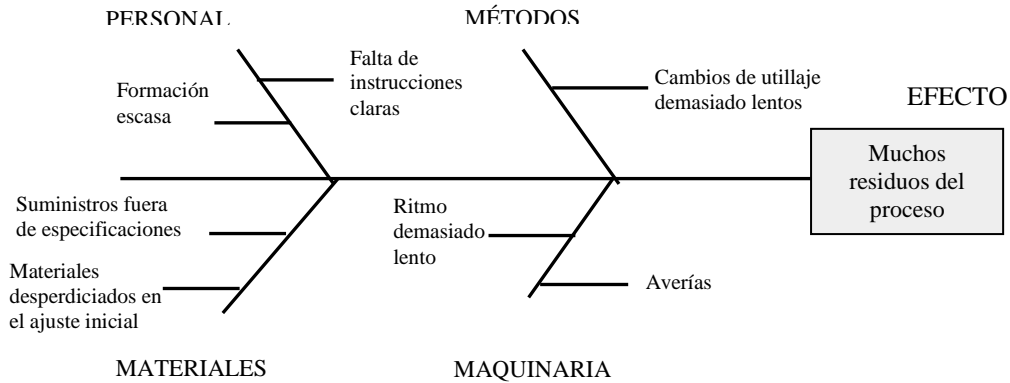 PERSONAL
MÉTODOS
Formación
escasa
Falta de
instrucciones
claras
Cambios de utillaje
demasiado lentos
EFECTO
Muchos
residuos del
proceso
Suministros fuera
de especificaciones
Materiales
desperdiciados en
el ajuste inicial
Ritmo
demasiado
lento
Averías
MATERIALES
MAQUINARIA